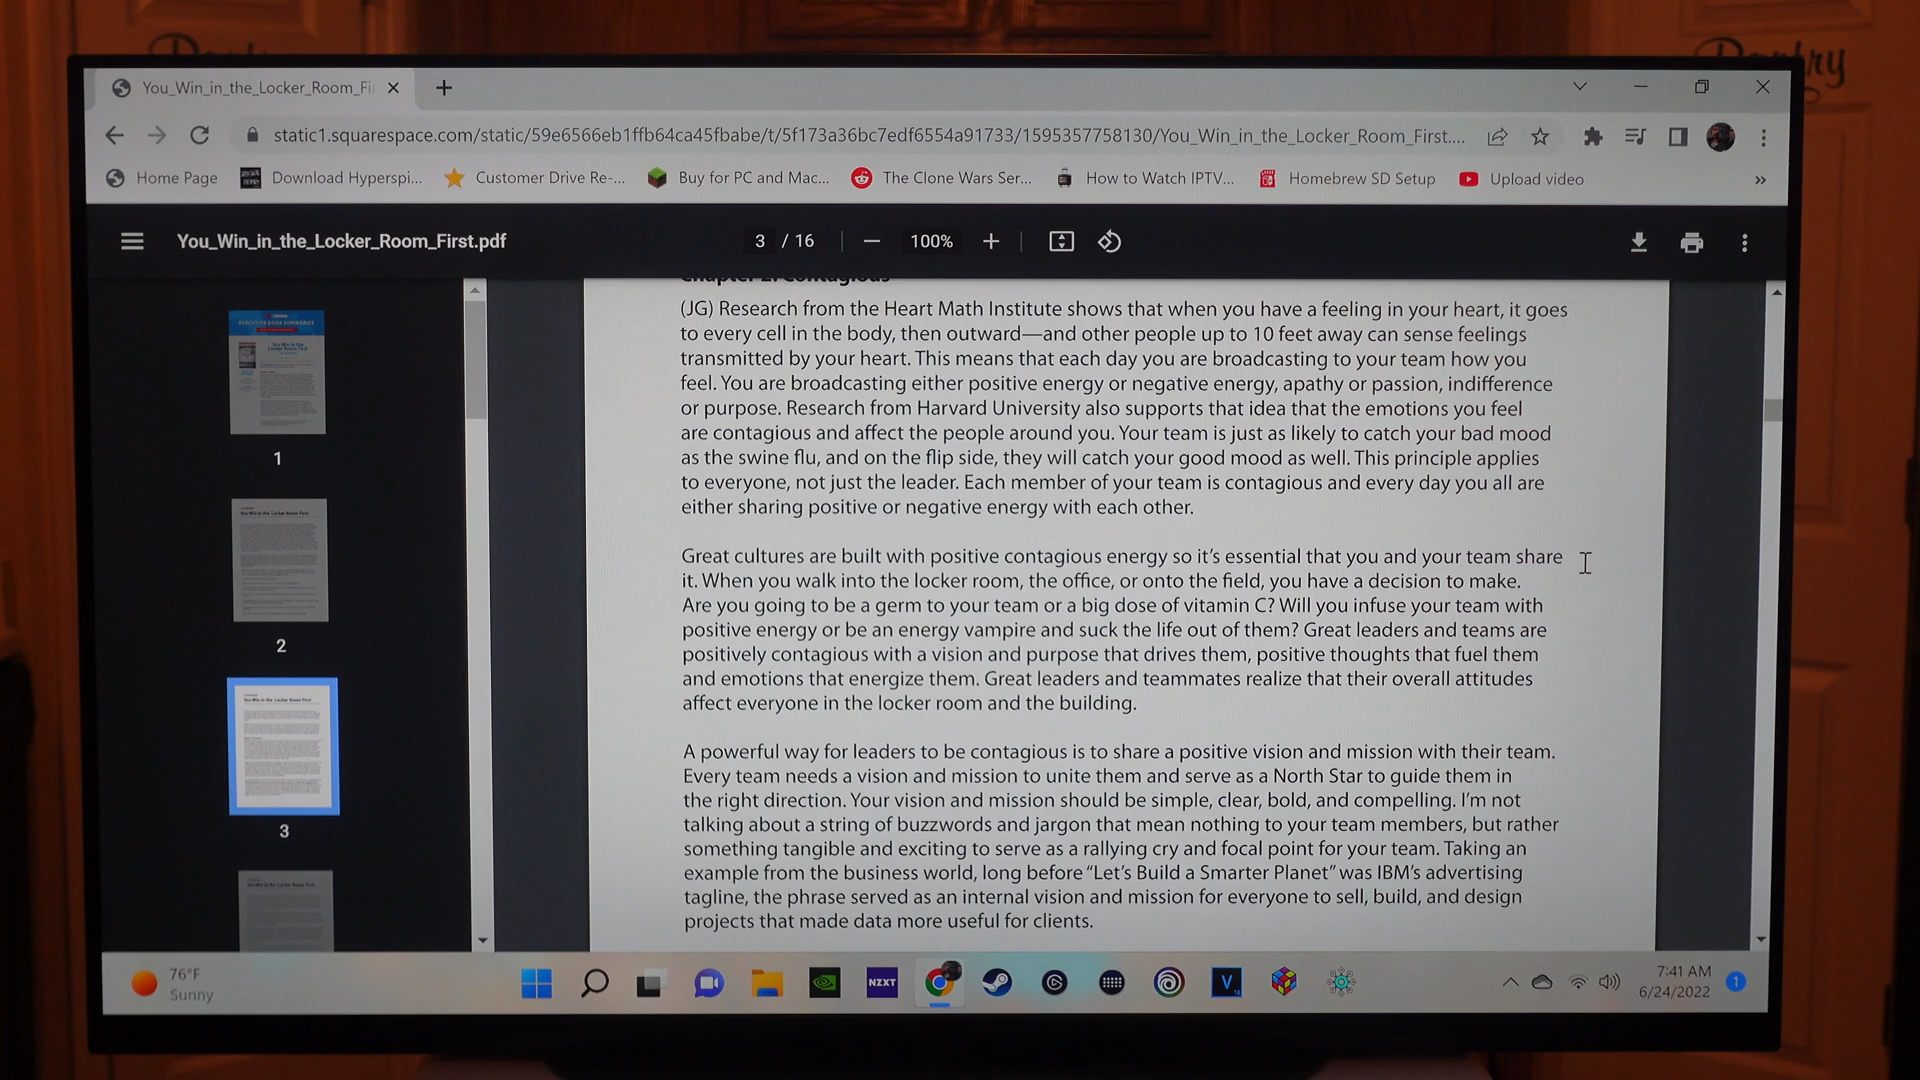 Pantry
Pantry
You_Win_in_the_Locker_Room_Fi
static1.squarespace.com/static/59e6566eb1ffb64ca45fbabe/t/5f173a36bc7edf6554a91733/1595357758130/You_Win_in_the_Locker_Room_First....
Home Page
Download Hyperspi...
Customer Drive Re-...
Buy for PC and Mac...
The Clone Wars Ser...
How to Watch IPTV...
Homebrew SD Setup
Upload video
»
You_Win_in_the_Locker_Room_First.pdf
3 / 16
100%
1
2
3
Chapter 2: Contagious
(JG) Research from the Heart Math Institute shows that when you have a feeling in your heart, it goes
to every cell in the body, then outward—and other people up to 10 feet away can sense feelings
transmitted by your heart. This means that each day you are broadcasting to your team how you
feel. You are broadcasting either positive energy or negative energy, apathy or passion, indifference
or purpose. Research from Harvard University also supports that idea that the emotions you feel
are contagious and affect the people around you. Your team is just as likely to catch your bad mood
as the swine flu, and on the flip side, they will catch your good mood as well. This principle applies
to everyone, not just the leader. Each member of your team is contagious and every day you all are
either sharing positive or negative energy with each other.
Great cultures are built with positive contagious energy so it's essential that you and your team share
it. When you walk into the locker room, the office, or onto the field, you have a decision to make.
Are you going to be a germ to your team or a big dose of vitamin C? Will you infuse your team with
positive energy or be an energy vampire and suck the life out of them? Great leaders and teams are
positively contagious with a vision and purpose that drives them, positive thoughts that fuel them
and emotions that energize them. Great leaders and teammates realize that their overall attitudes
affect everyone in the locker room and the building.
A powerful way for leaders to be contagious is to share a positive vision and mission with their team.
Every team needs a vision and mission to unite them and serve as a North Star to guide them in
the right direction. Your vision and mission should be simple, clear, bold, and compelling. I'm not
talking about a string of buzzwords and jargon that mean nothing to your team members, but rather
something tangible and exciting to serve as a rallying cry and focal point for your team. Taking an
example from the business world, long before "Let's Build a Smarter Planet" was IBM's advertising
tagline, the phrase served as an internal vision and mission for everyone to sell, build, and design
projects that made data more useful for clients.
76°F
Sunny
NZXT
V
7:41 AM
6/24/2022
1